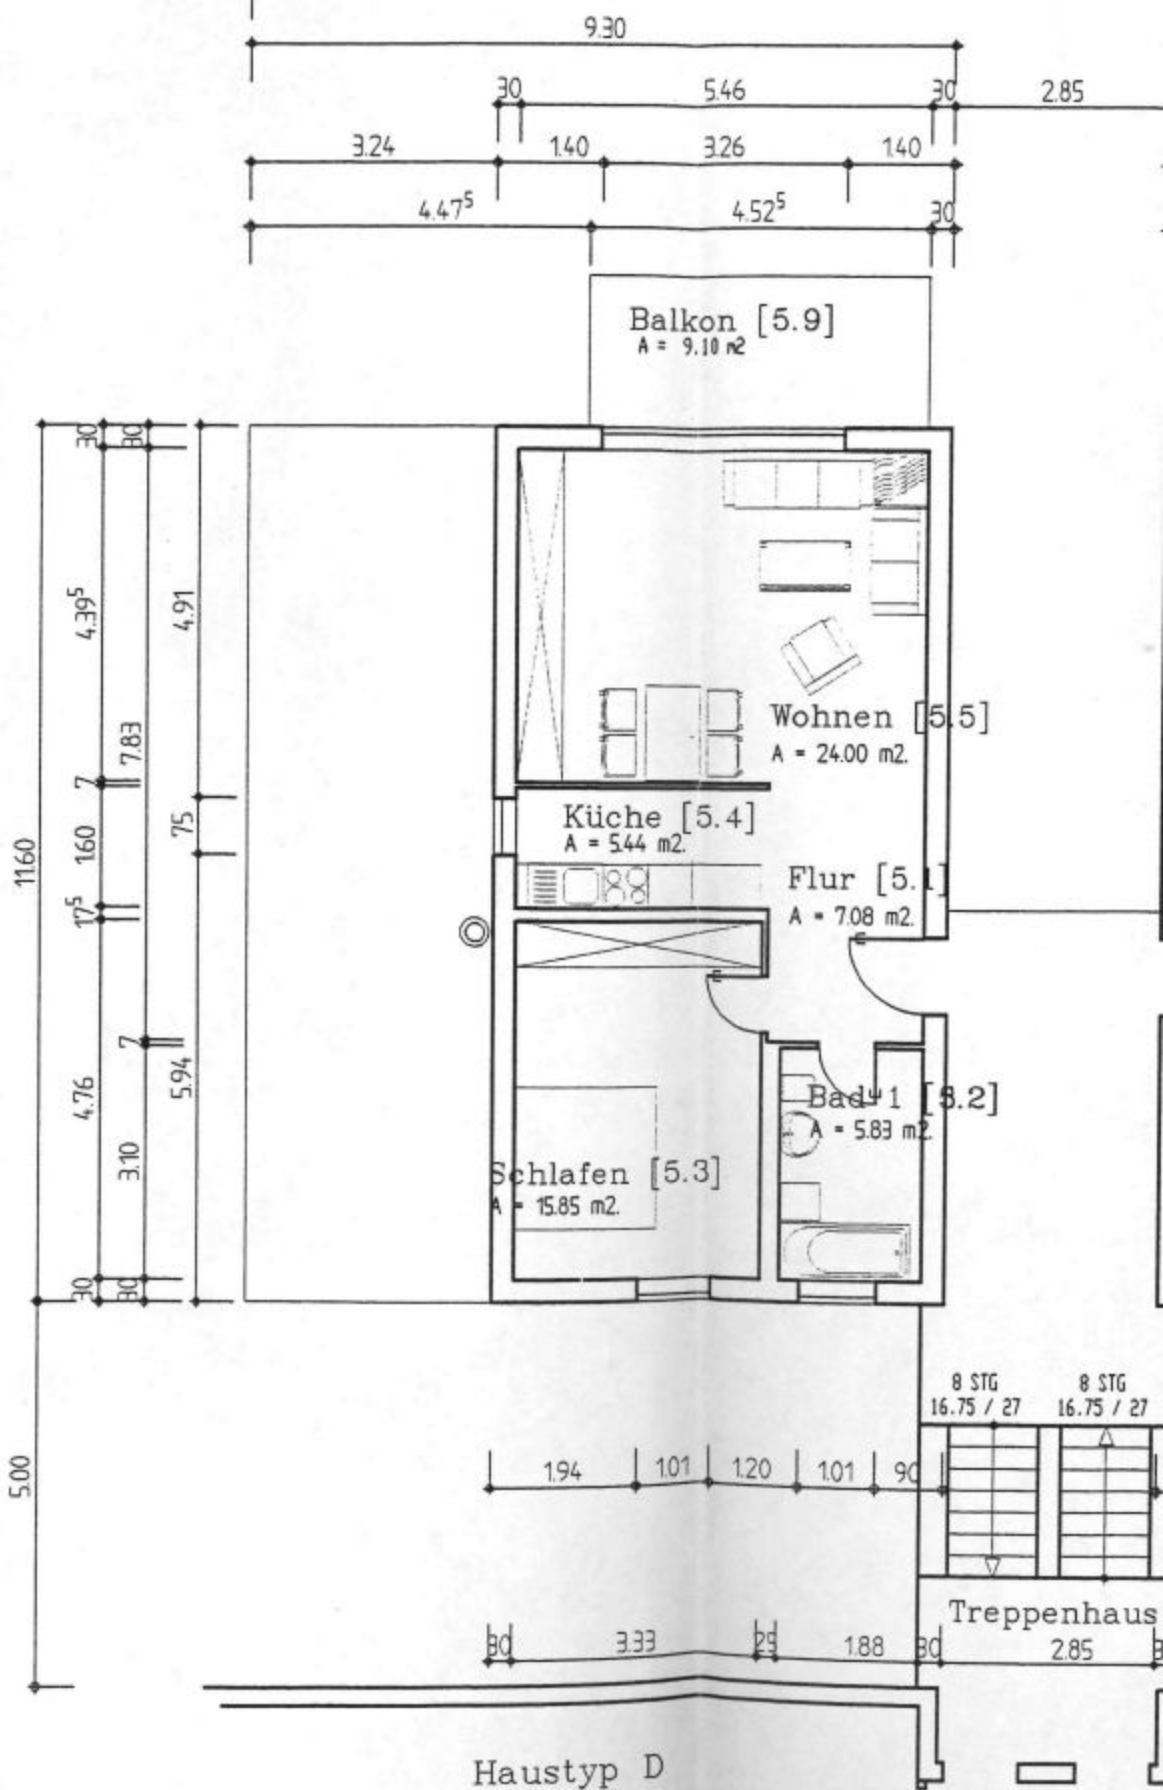 9.30
30 5.46 30 2.85
3.24 1.40 3.26 1.40
4.47⁵ 4.52⁵ 30
Balkon [5.9]
A = 9.10 m2
30 30
4.39⁵ 4.91
Wohnen [5.5]
A = 24.00 m2.
7.83
7
Küche [5.4]
A = 5.44 m2.
75
1.60
11.60
Flur [5.1]
A = 7.08 m2.
17⁵
7
5.94
4.76
Bad 1 [5.2]
A = 5.83 m2.
3.10
Schlafen [5.3]
A = 15.85 m2.
30 30
8 STG 8 STG
16.75 / 27 16.75 / 27
5.00
1.94 1.01 1.20 1.01 90
Treppenhaus
30 3.33 29 1.88 30 2.85
Haustyp D